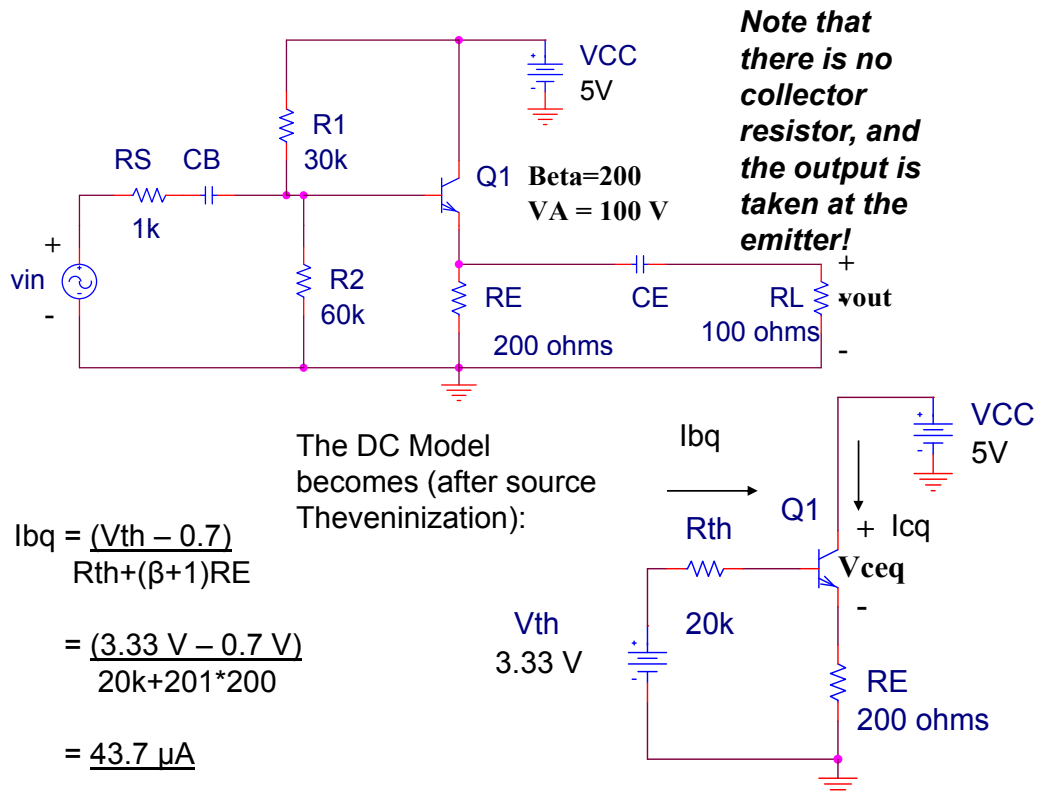 Note that
there is no
collector
resistor, and
the output is
taken at the
emitter!
VCC
5V
R1
30k
RS
CB
1k
Q1
Beta=200
VA = 100 V
vin
+
-
R2
60k
RE
200 ohms
CE
RL
100 ohms
+
vout
-
The DC Model
becomes (after source
Theveninization):
Ibq
VCC
5V
Q1
+ Icq
Vceq
-
Rth
20k
Vth
3.33 V
RE
200 ohms
Ibq = (Vth – 0.7)
Rth+(β+1)RE
= (3.33 V – 0.7 V)
20k+201*200
= 43.7 µA